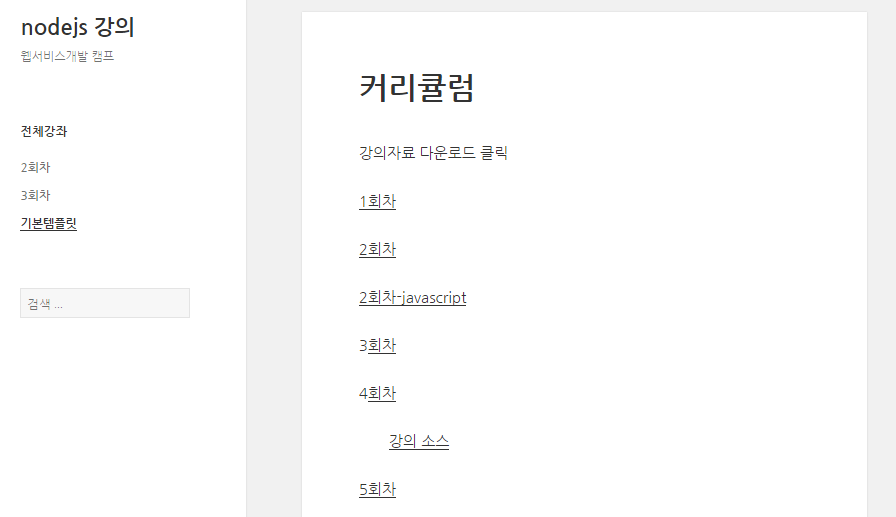 nodejs 강의
웹서비스개발 캠프
전체강좌
2회차
3회차
기본템플릿
검색 ...
커리큘럼
강의자료 다운로드 클릭
1회차
2회차
2회차-javascript
3회차
4회차
강의 소스
5회차